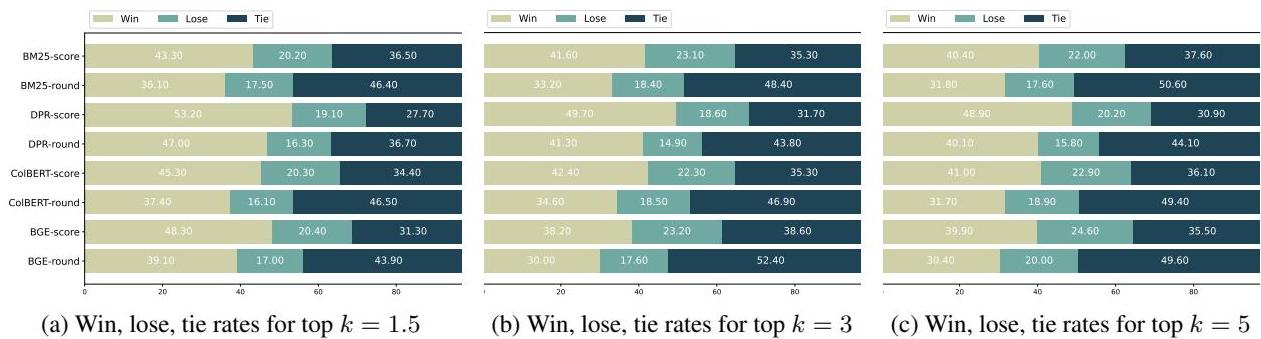 Win Lose Tie
BM25-score 43.30 20.20 36.50
BM25-round 36.10 17.50 46.40
DPR-score 53.20 19.10 27.70
DPR-round 47.00 16.30 36.70
ColBERT-score 45.30 20.30 34.40
ColBERT-round 37.40 16.10 46.50
BGE-score 48.30 20.40 31.30
BGE-round 39.10 17.00 43.90
0 20 40 60 80
(a) Win, lose, tie rates for top k = 1.5
Win Lose Tie
41.60 23.10 35.30
33.20 18.40 48.40
49.70 18.60 31.70
41.30 14.90 43.80
42.40 22.30 35.30
34.60 18.50 46.90
38.20 23.20 38.60
30.00 17.60 52.40
20 40 60 80
(b) Win, lose, tie rates for top k = 3
Win Lose Tie
40.40 22.00 37.60
31.80 17.60 50.60
48.90 20.20 30.90
40.10 15.80 44.10
41.00 22.90 36.10
31.70 18.90 49.40
39.90 24.60 35.50
30.40 20.00 49.60
20 40 60 80
(c) Win, lose, tie rates for top k = 5